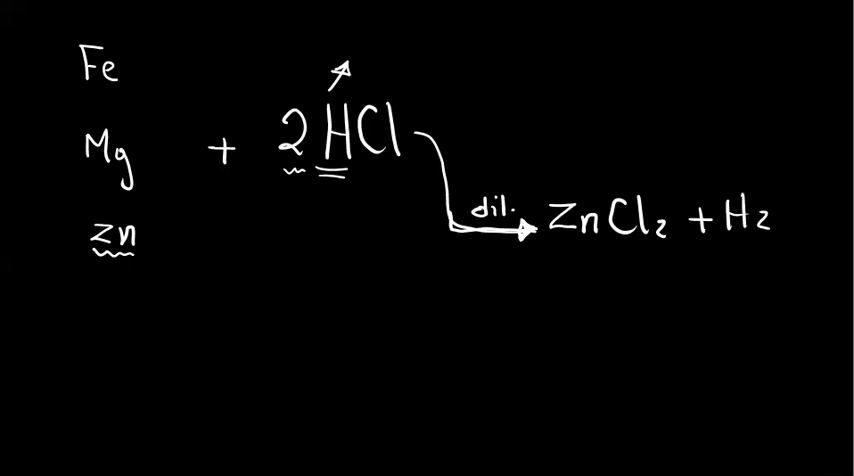 Fe
Mg + 2HCl
Zn
dil.
ZnCl2 + H2